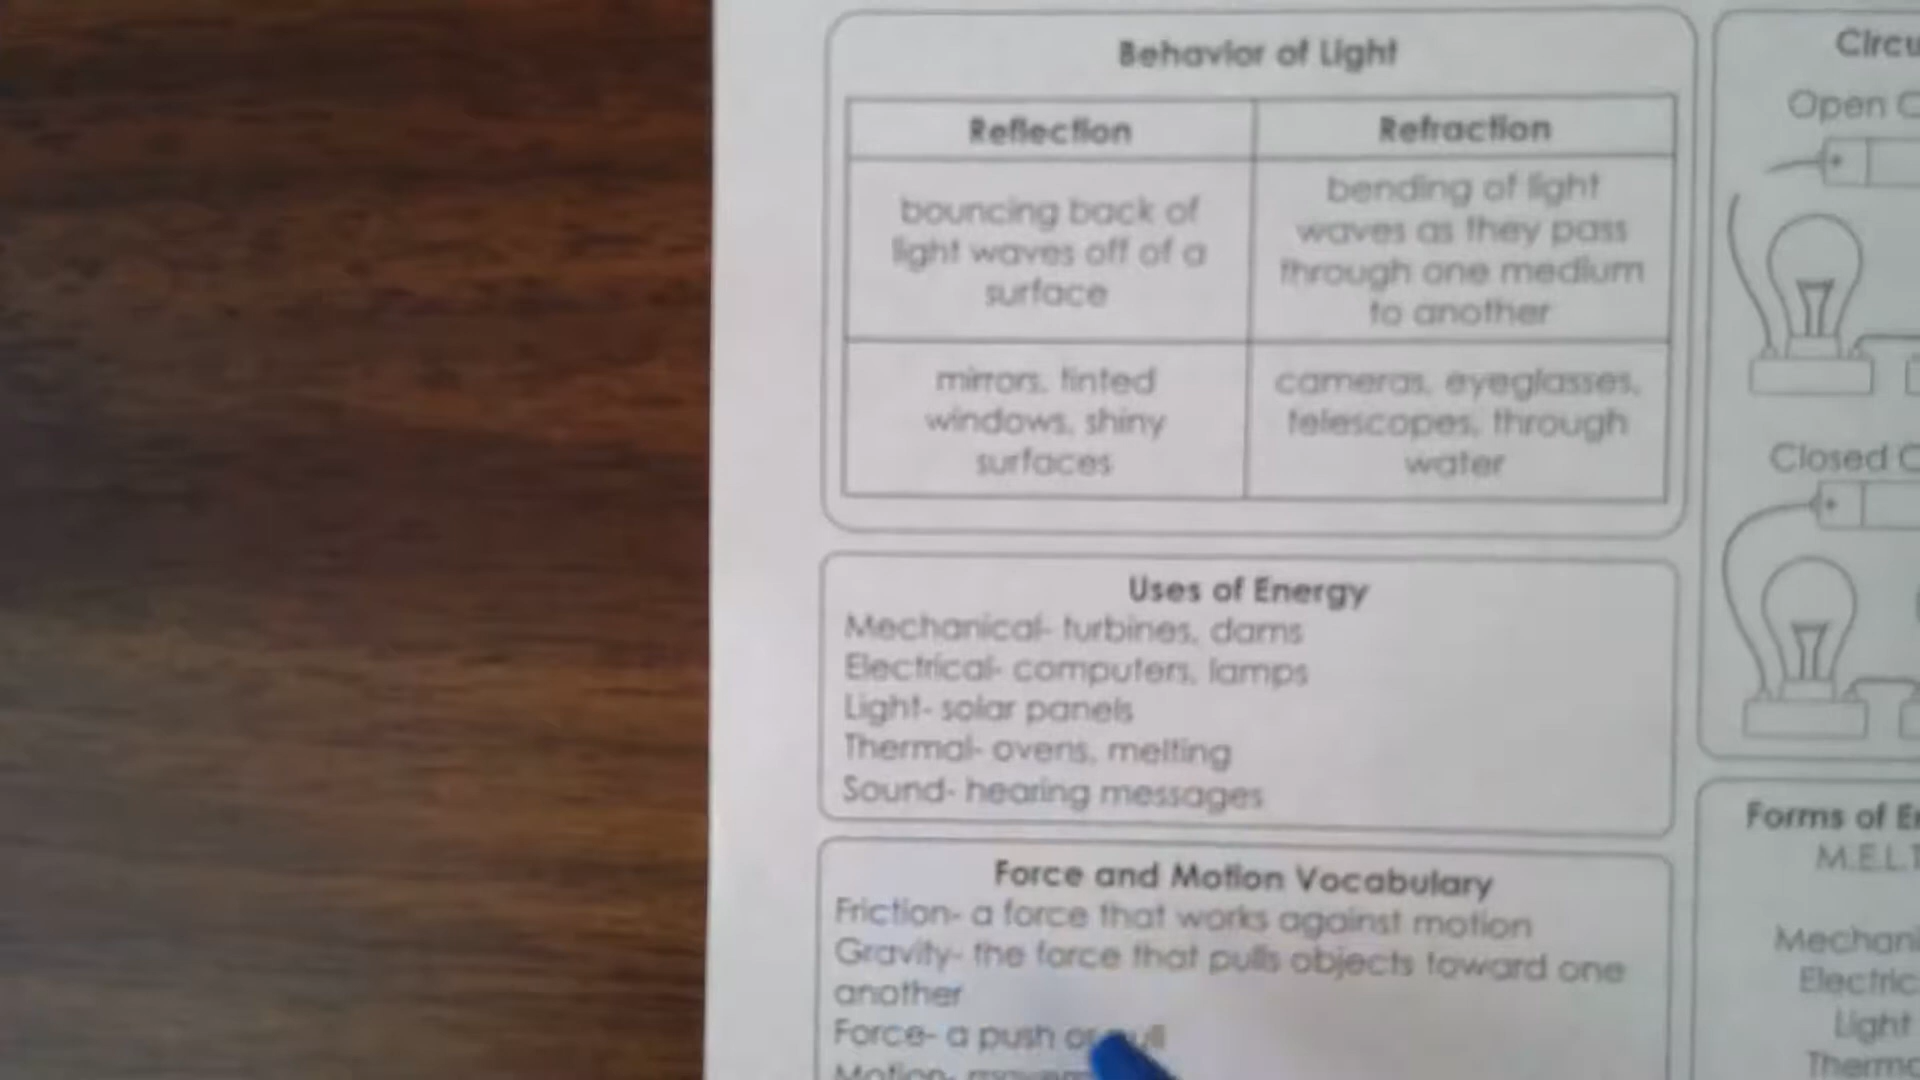 Behavior of Light
Reflection
Refraction
bouncing back of
light waves off of a
surface
bending of light
waves as they pass
through one medium
to another
mirrors, tinted
windows, shiny
surfaces
cameras, eyeglasses,
telescopes, through
water
Uses of Energy
Mechanical- turbines, dams
Electrical- computers, lamps
Light- solar panels
Thermal- ovens, melting
Sound- hearing messages
Force and Motion Vocabulary
Friction- a force that works against motion
Gravity- the force that pulls objects toward one
another
Force- a push or pull
Motion-
Open
Closed
Forms of
M.E.L.T
Light